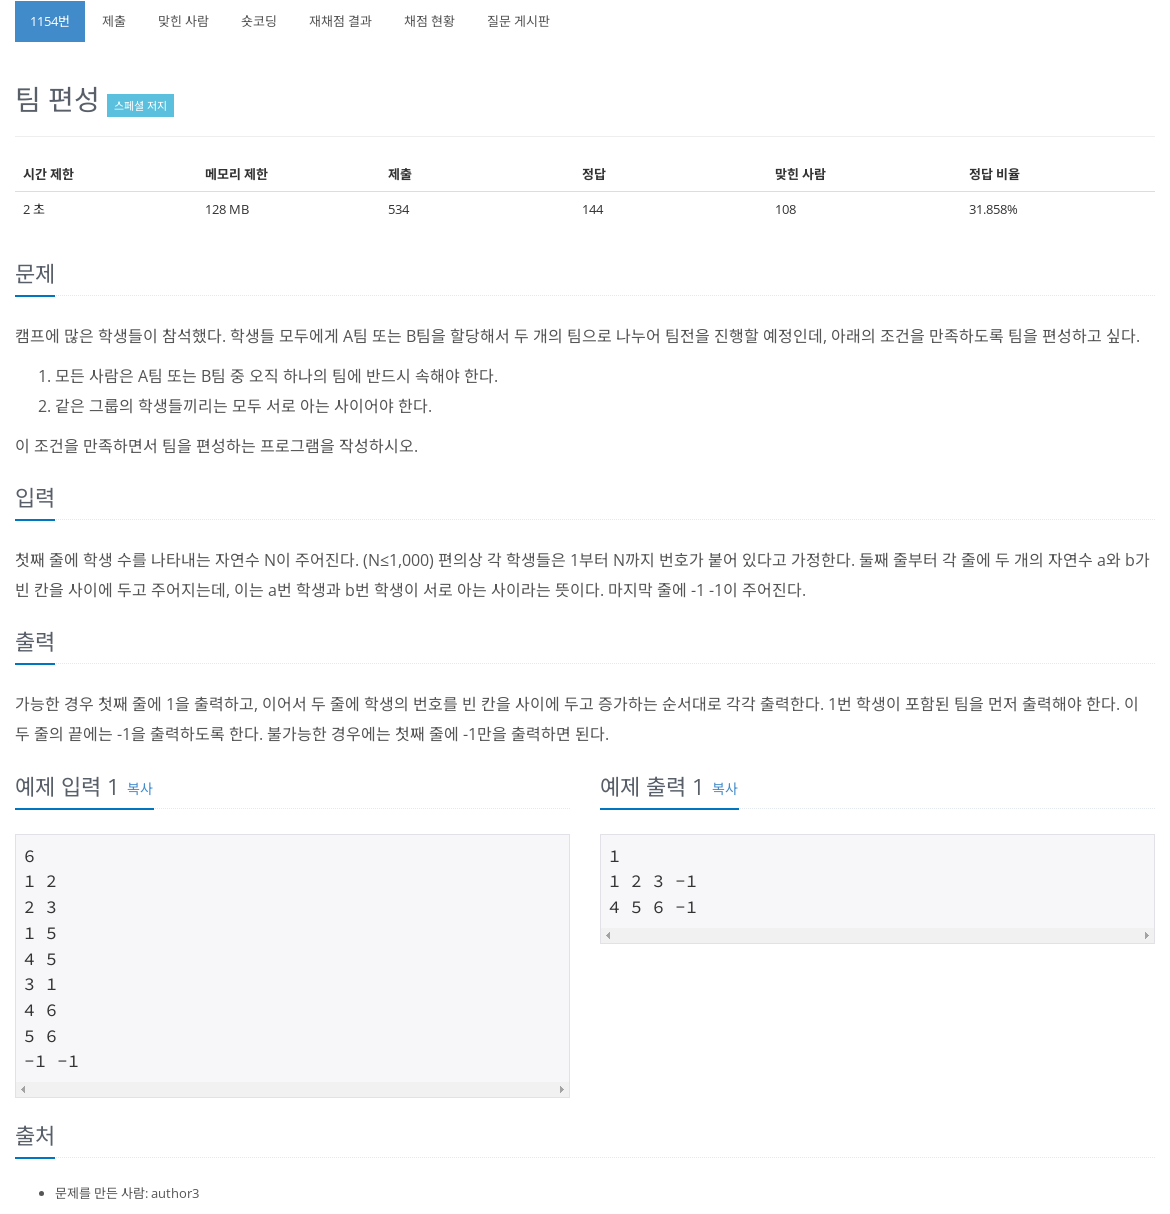 1154번 제출 맞힌 사람 숏코딩 재채점 결과 채점 현황 질문 게시판
팀 편성 스페셜 저지
시간 제한 메모리 제한 제출 정답 맞힌 사람 정답 비율
2 초 128 MB 534 144 108 31.858%
문제
캠프에 많은 학생들이 참석했다. 학생들 모두에게 A팀 또는 B팀을 할당해서 두 개의 팀으로 나누어 팀전을 진행할 예정인데, 아래의 조건을 만족하도록 팀을 편성하고 싶다.
1. 모든 사람은 A팀 또는 B팀 중 오직 하나의 팀에 반드시 속해야 한다.
2. 같은 그룹의 학생들끼리는 모두 서로 아는 사이어야 한다.
이 조건을 만족하면서 팀을 편성하는 프로그램을 작성하시오.
입력
첫째 줄에 학생 수를 나타내는 자연수 N이 주어진다. (N≤1,000) 편의상 각 학생들은 1부터 N까지 번호가 붙어 있다고 가정한다. 둘째 줄부터 각 줄에 두 개의 자연수 a와 b가
빈 칸을 사이에 두고 주어지는데, 이는 a번 학생과 b번 학생이 서로 아는 사이라는 뜻이다. 마지막 줄에 -1 -1이 주어진다.
출력
가능한 경우 첫째 줄에 1을 출력하고, 이어서 두 줄에 학생의 번호를 빈 칸을 사이에 두고 증가하는 순서대로 각각 출력한다. 1번 학생이 포함된 팀을 먼저 출력해야 한다. 이
두 줄의 끝에는 -1을 출력하도록 한다. 불가능한 경우에는 첫째 줄에 -1만을 출력하면 된다.
예제 입력 1 복사
6
1 2
2 3
1 5
4 5
3 1
4 6
5 6
-1 -1
예제 출력 1 복사
1
1 2 3 -1
4 5 6 -1
출처
• 문제를 만든 사람: author3